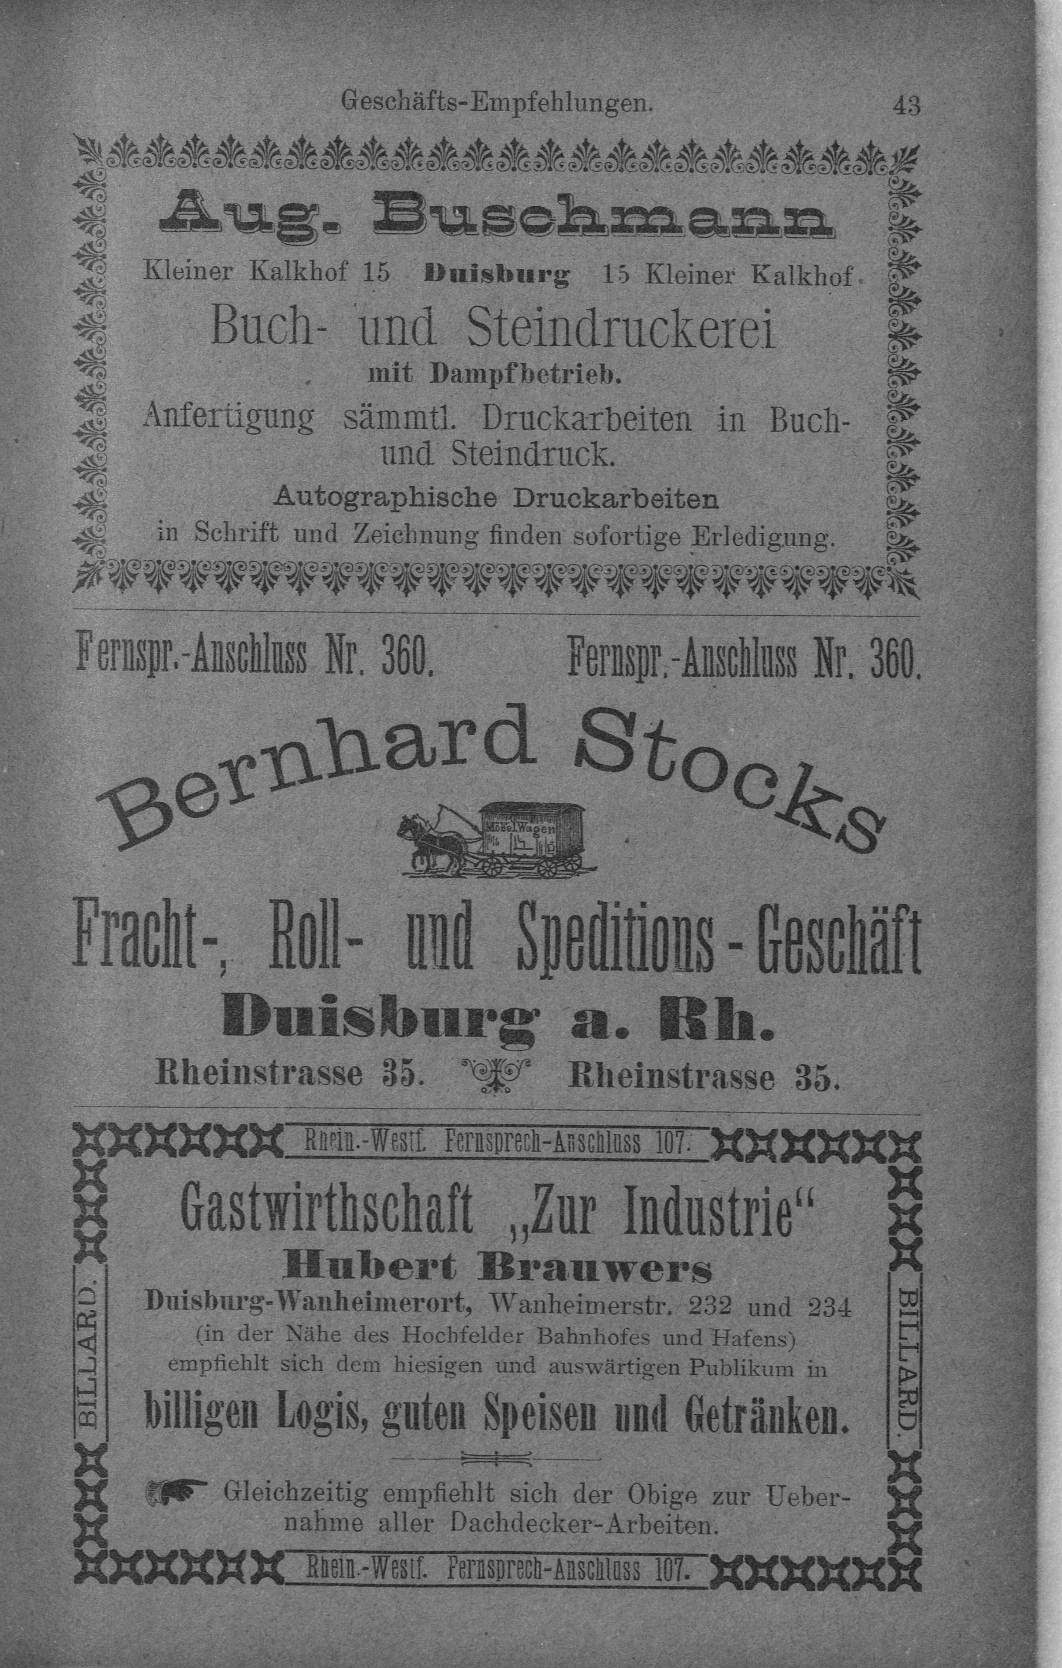 Geschäfts-Empfehlungen. 43
Aug. Buschmann
Kleiner Kalkhof 15 Duisburg 15 Kleiner Kalkhof.
Buch- und Steindruckerei
mit Dampfbetrieb.
Anfertigung sämmtl. Druckarbeiten in Buch-
und Steindruck.
Autographische Druckarbeiten
in Schrift und Zeichnung finden sofortige Erledigung.
Fernspr.-Anschluss Nr. 360. Fernspr.-Anschluss Nr. 360.
Bernhard Stocks
Möbel Wagen
Fracht-, Roll- und Speditions-Geschäft
Duisburg a. Rh.
Rheinstrasse 35. Rheinstrasse 35.
Rhein.-Westf. Fernsprech-Anschluss 107.
Gastwirthschaft „Zur Industrie“
Hubert Brauwers
Duisburg-Wanheimerort, Wanheimerstr. 232 und 234
(in der Nähe des Hochfelder Bahnhofes und Hafens)
empfiehlt sich dem hiesigen und auswärtigen Publikum in
billigen Logis, guten Speisen und Getränken.
BILLARD.
BILLARD.
Gleichzeitig empfiehlt sich der Obige zur Ueber-
nahme aller Dachdecker-Arbeiten.
Rhein.-Westf. Fernsprech-Anschluss 107.